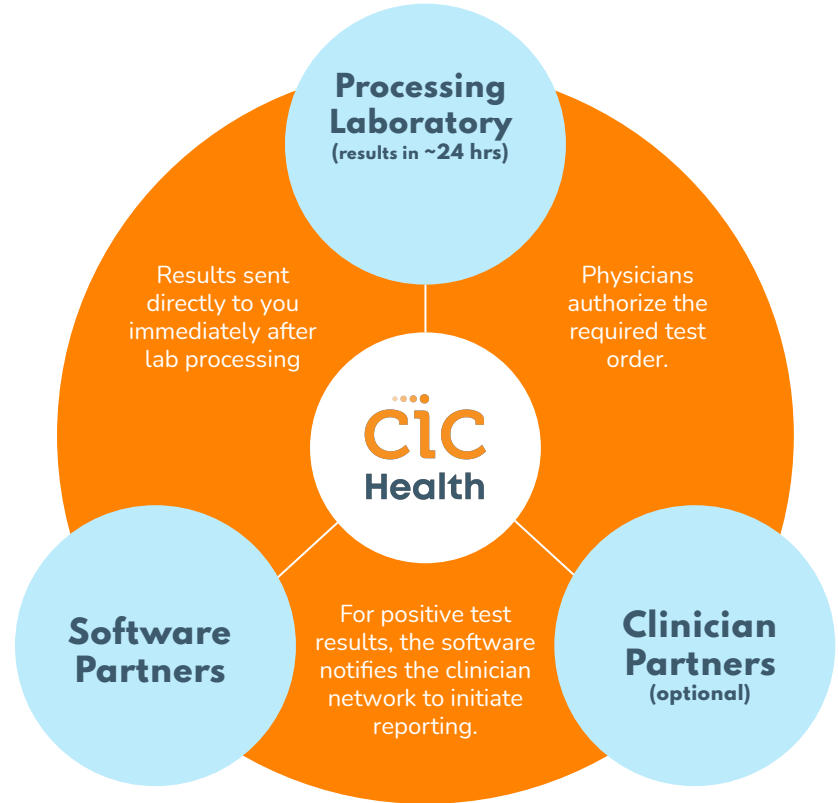 Processing
Laboratory
(results in ~24 hrs)
Results sent
directly to you
immediately after
lab processing
Physicians
authorize the
required test
order.
cic
Health
Software
Partners
For positive test
results, the software
notifies the clinician
network to initiate
reporting.
Clinician
Partners
(optional)